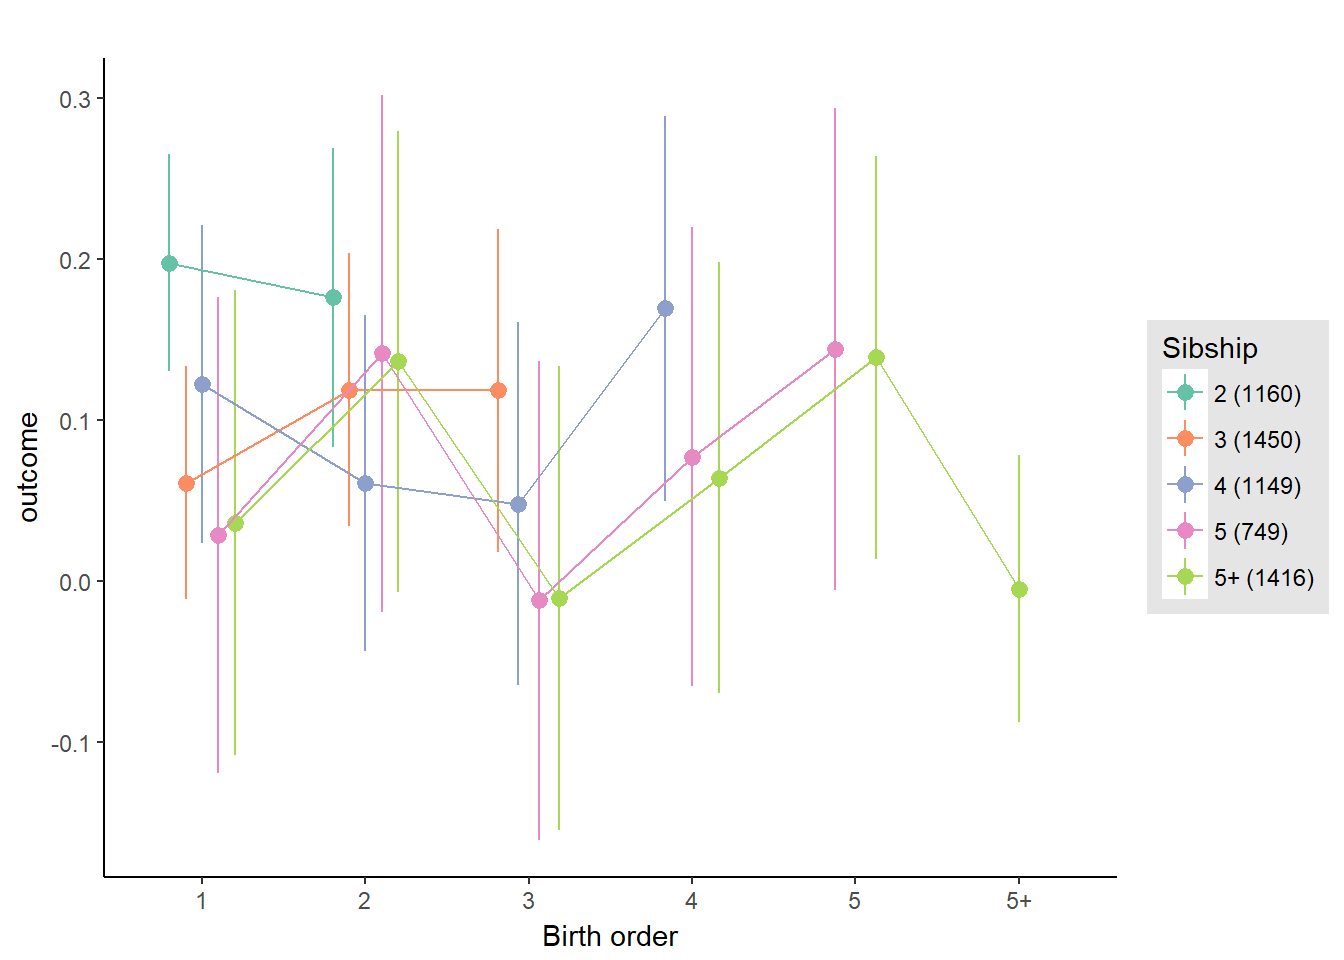 0.3
0.2
0.1
0.0
-0.1
outcome
1 2 3 4 5 5+
Birth order
Sibship
2 (1160)
3 (1450)
4 (1149)
5 (749)
5+ (1416)